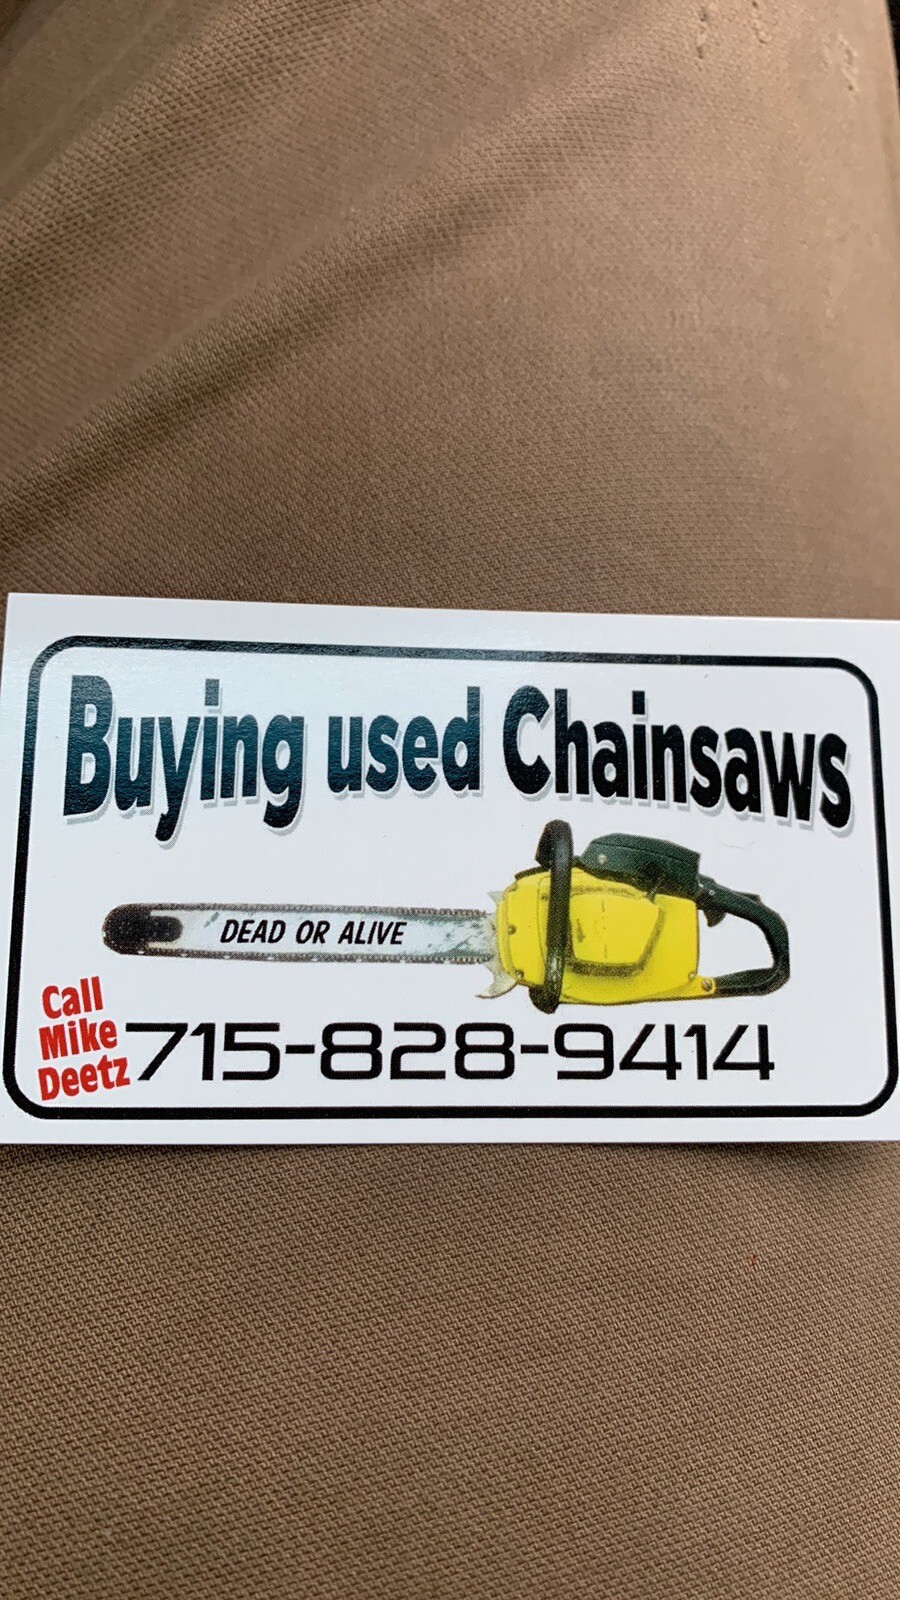 Buying used Chainsaws
DEAD OR ALIVE
Call
Mike
Deetz
715-828-9414